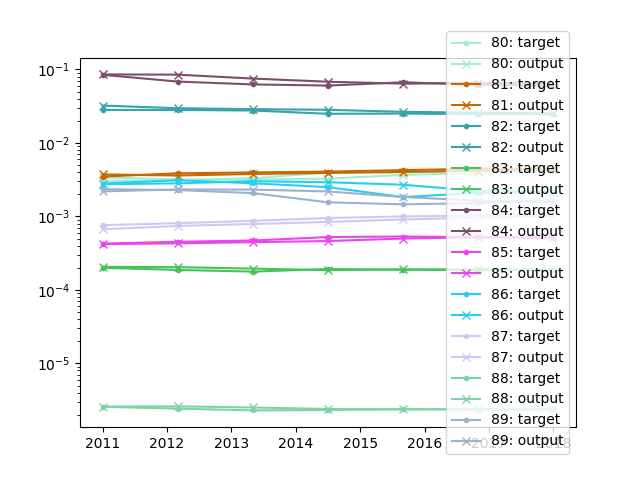 10⁻¹
10⁻²
10⁻³
10⁻⁴
10⁻⁵
2011 2012 2013 2014 2015 2016 2017 2018
80: target
80: output
81: target
81: output
82: target
82: output
83: target
83: output
84: target
84: output
85: target
85: output
86: target
86: output
87: target
87: output
88: target
88: output
89: target
89: output